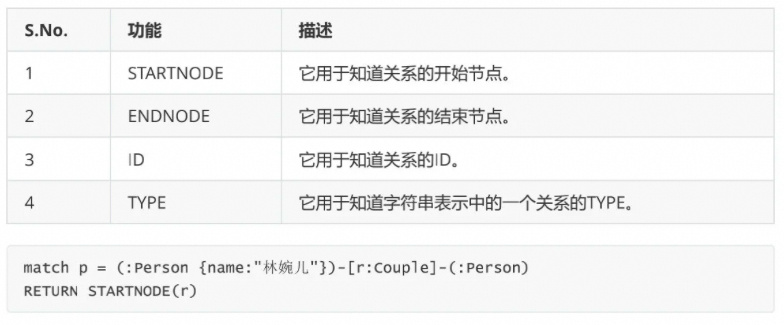 S.No. 功能 描述
1 STARTNODE 它用于知道关系的开始节点。
2 ENDNODE 它用于知道关系的结束节点。
3 ID 它用于知道关系的ID。
4 TYPE 它用于知道字符串表示中的一个关系的TYPE。
match p = (:Person {name:"林婉儿"})-[r:Couple]-(:Person)
RETURN STARTNODE(r)